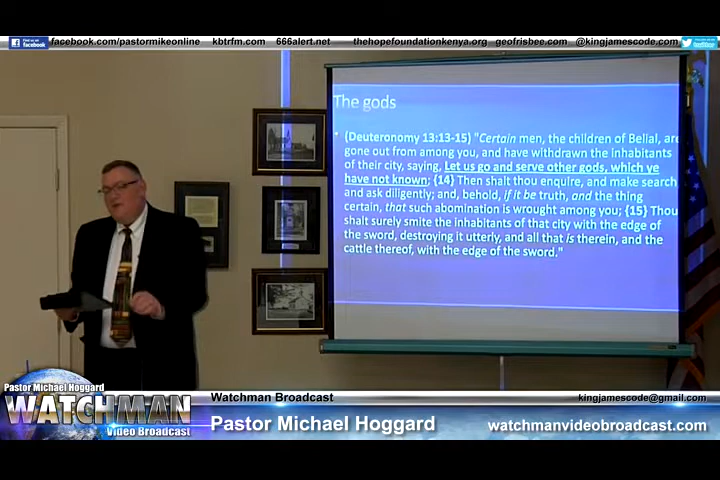 Find us on
facebook
facebook.com/pastormikeonline kbtrfm.com 666alert.net thehopefoundationkenya.org geofrisbee.com @kingjamescode.com
twitter
The gods
(Deuteronomy 13:13-15) "Certain men, the children of Belial, are
gone out from among you, and have withdrawn the inhabitants
of their city, saying, Let us go and serve other gods, which ye
have not known; {14} Then shalt thou enquire, and make search,
and ask diligently; and, behold, if it be truth, and the thing
certain, that such abomination is wrought among you; {15} Thou
shalt surely smite the inhabitants of that city with the edge of
the sword, destroying it utterly, and all that is therein, and the
cattle thereof, with the edge of the sword."
Pastor Michael Hoggard
WATCHMAN
Video Broadcast
Watchman Broadcast kingjamescode@gmail.com
Pastor Michael Hoggard watchmanvideobroadcast.com